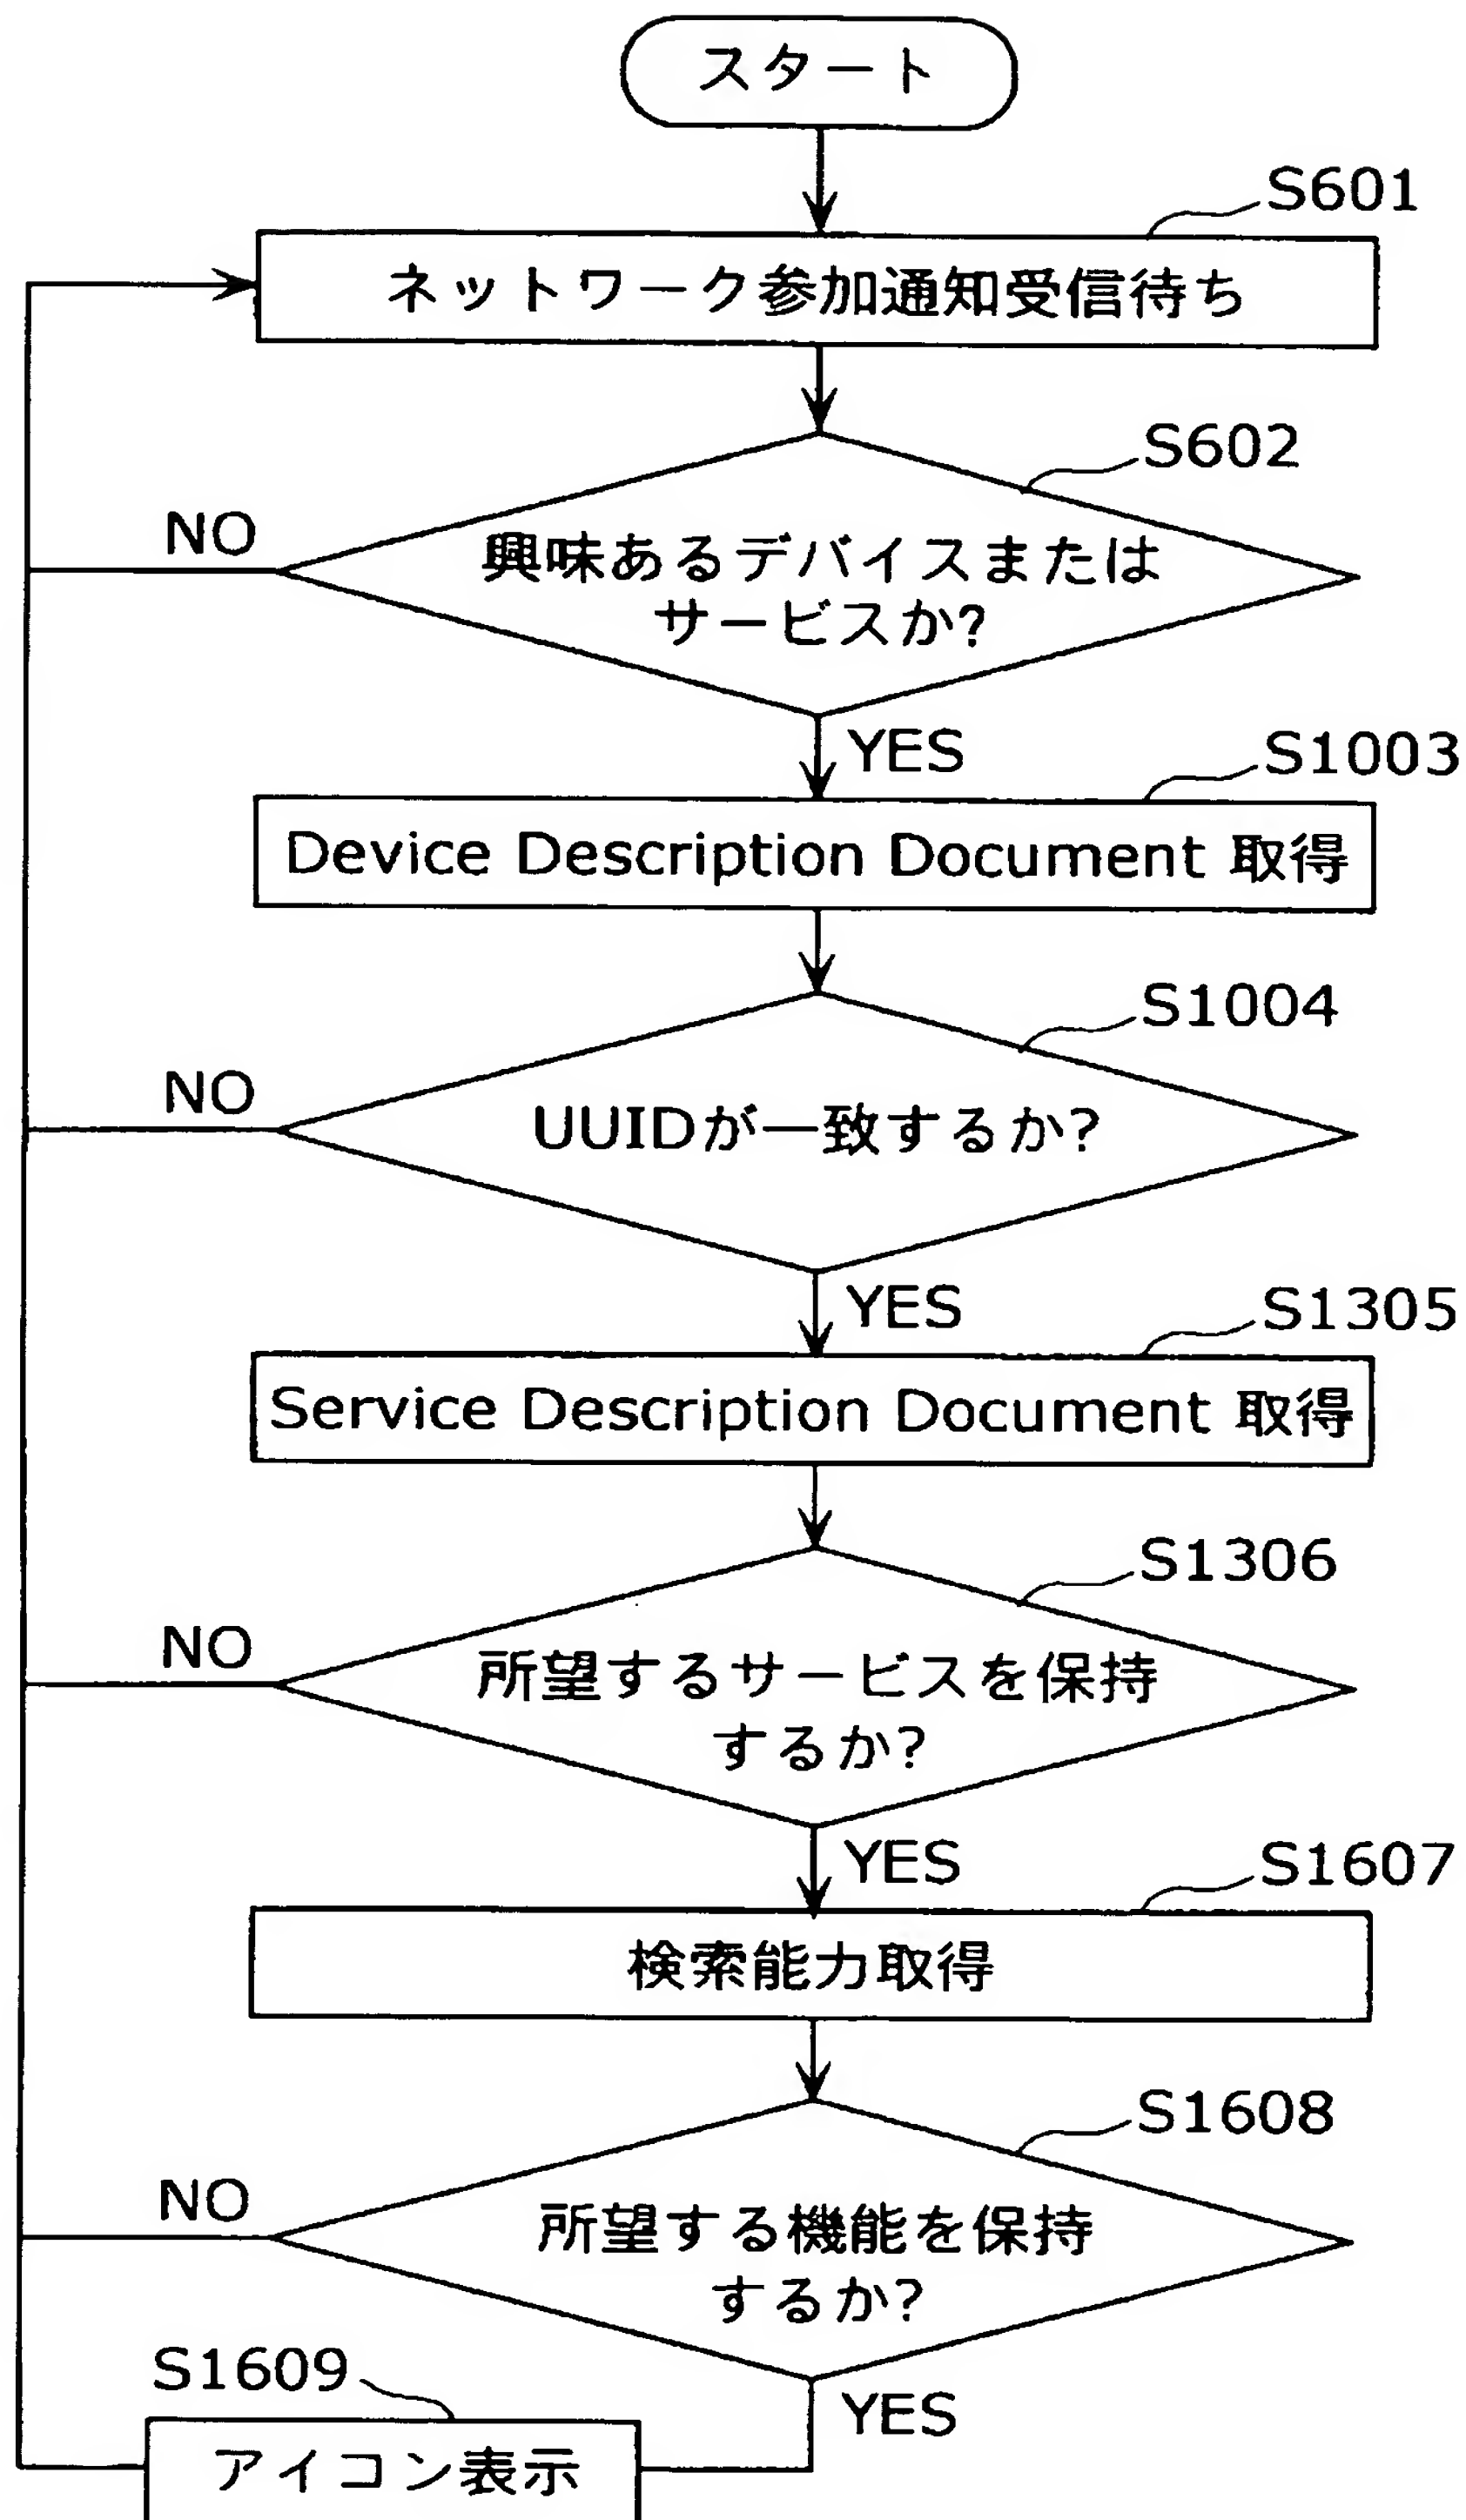 スタート
S601
ネットワーク参加通知受信待ち
S602
NO
興味あるデバイスまたは
サービスか?
YES
S1003
Device Description Document 取得
S1004
NO
UUIDが一致するか?
YES
S1305
Service Description Document 取得
S1306
NO
所望するサービスを保持
するか?
YES
S1607
検索能力取得
S1608
NO
所望する機能を保持
するか?
S1609
YES
アイコン表示